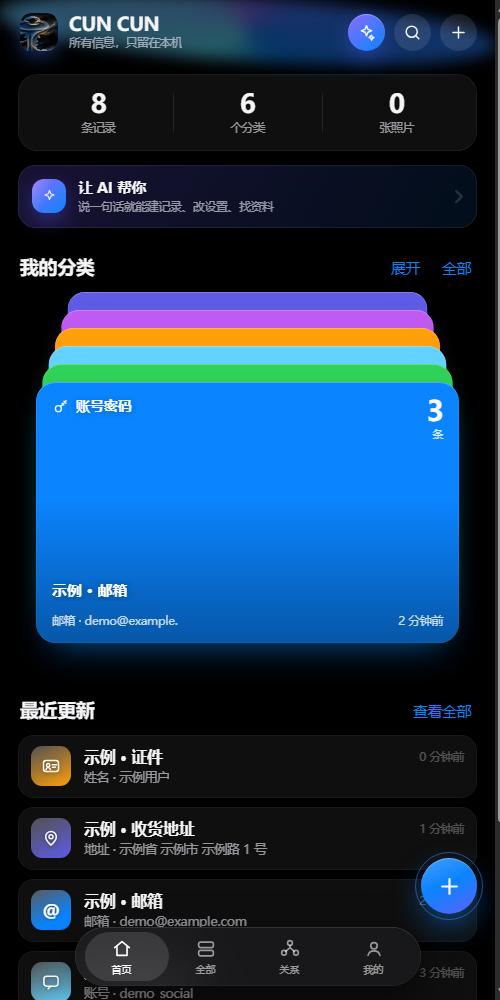 CUN CUN
所有信息，只留在本机
8
条记录
6
个分类
0
张照片
让 AI 帮你
说一句话就能建记录、改设置、找资料
我的分类
展开
全部
账号密码
3
条
示例 • 邮箱
邮箱 · demo@example.
2 分钟前
最近更新
查看全部
示例 • 证件
0 分钟前
姓名 · 示例用户
示例 • 收货地址
1 分钟前
地址 · 示例省 示例市 示例路 1 号
示例 • 邮箱
邮箱 · demo@example.com
3 分钟前
账号 · demo_social
首页
全部
关系
我的